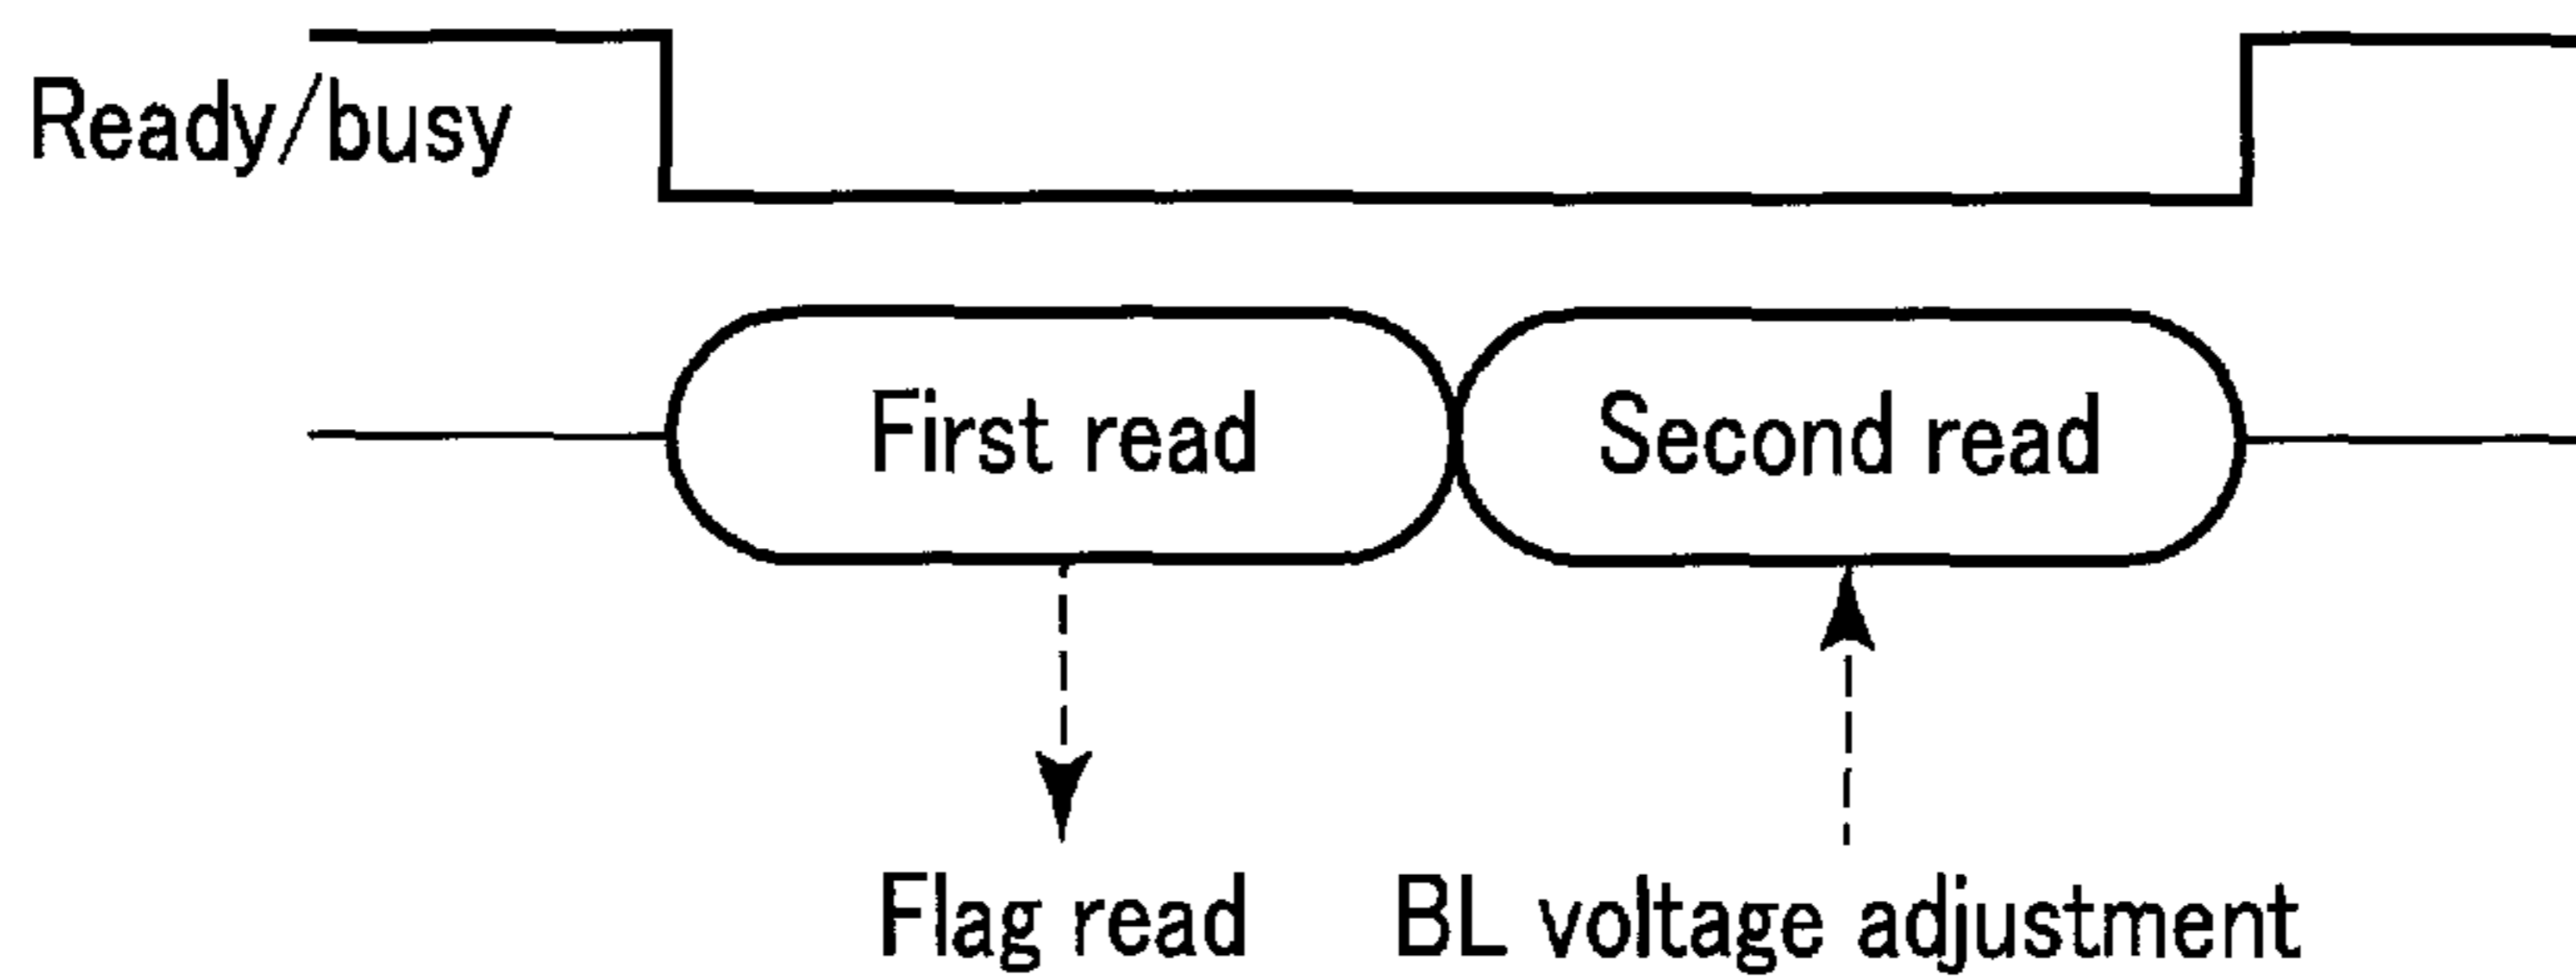 Ready/busy
First read
Second read
Flag read
BL voltage adjustment